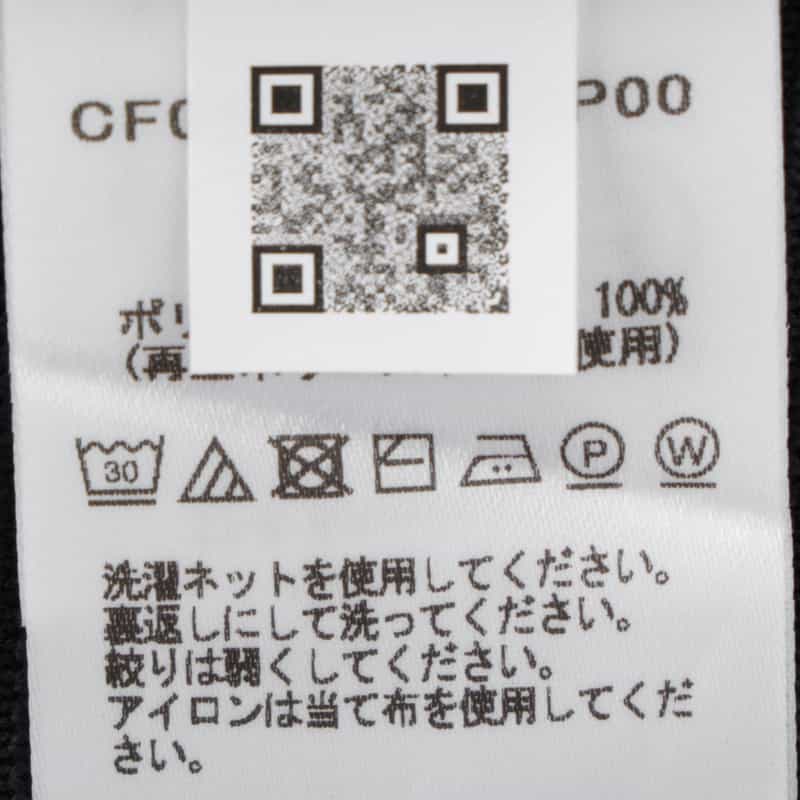 CF P00
ポリ 100%
(再 使用)
30 P W
洗濯ネットを使用してください。
裏返しにして洗ってください。
絞りは弱くしてください。
アイロンは当て布を使用してくだ
さい。